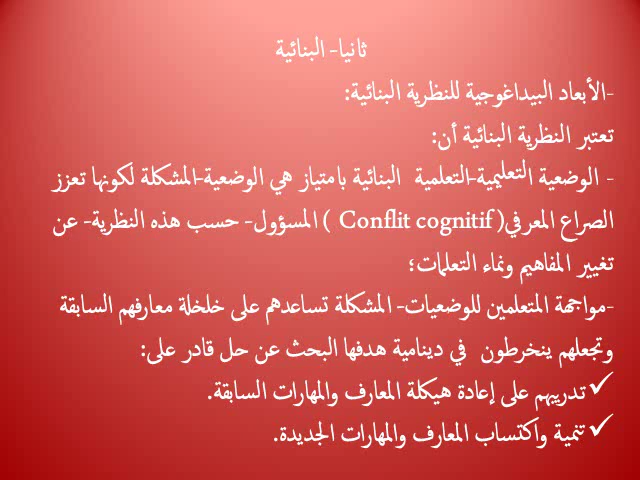 ثانيا- البنائية
-الأبعاد البيداغوجية للنظرية البنائية:
تعتبر النظرية البنائية أن:
- الوضعية التعليمية-التعلمية البنائية بامتياز هي الوضعية-المشكلة لكونها تعزز
الصراع المعرفي( Conflit cognitif ) المسؤول- حسب هذه النظرية- عن
تغيير المفاهيم ونماء التعلمات؛
-مواجهة المتعلمين للوضعيات- المشكلة تساعدهم على خلخلة معارفهم السابقة
وتجعلهم ينخرطون في دينامية هدفها البحث عن حل قادر على:
✓ تدريبهم على إعادة هيكلة المعارف والمهارات السابقة.
✓ تنمية واكتساب المعارف والمهارات الجديدة.